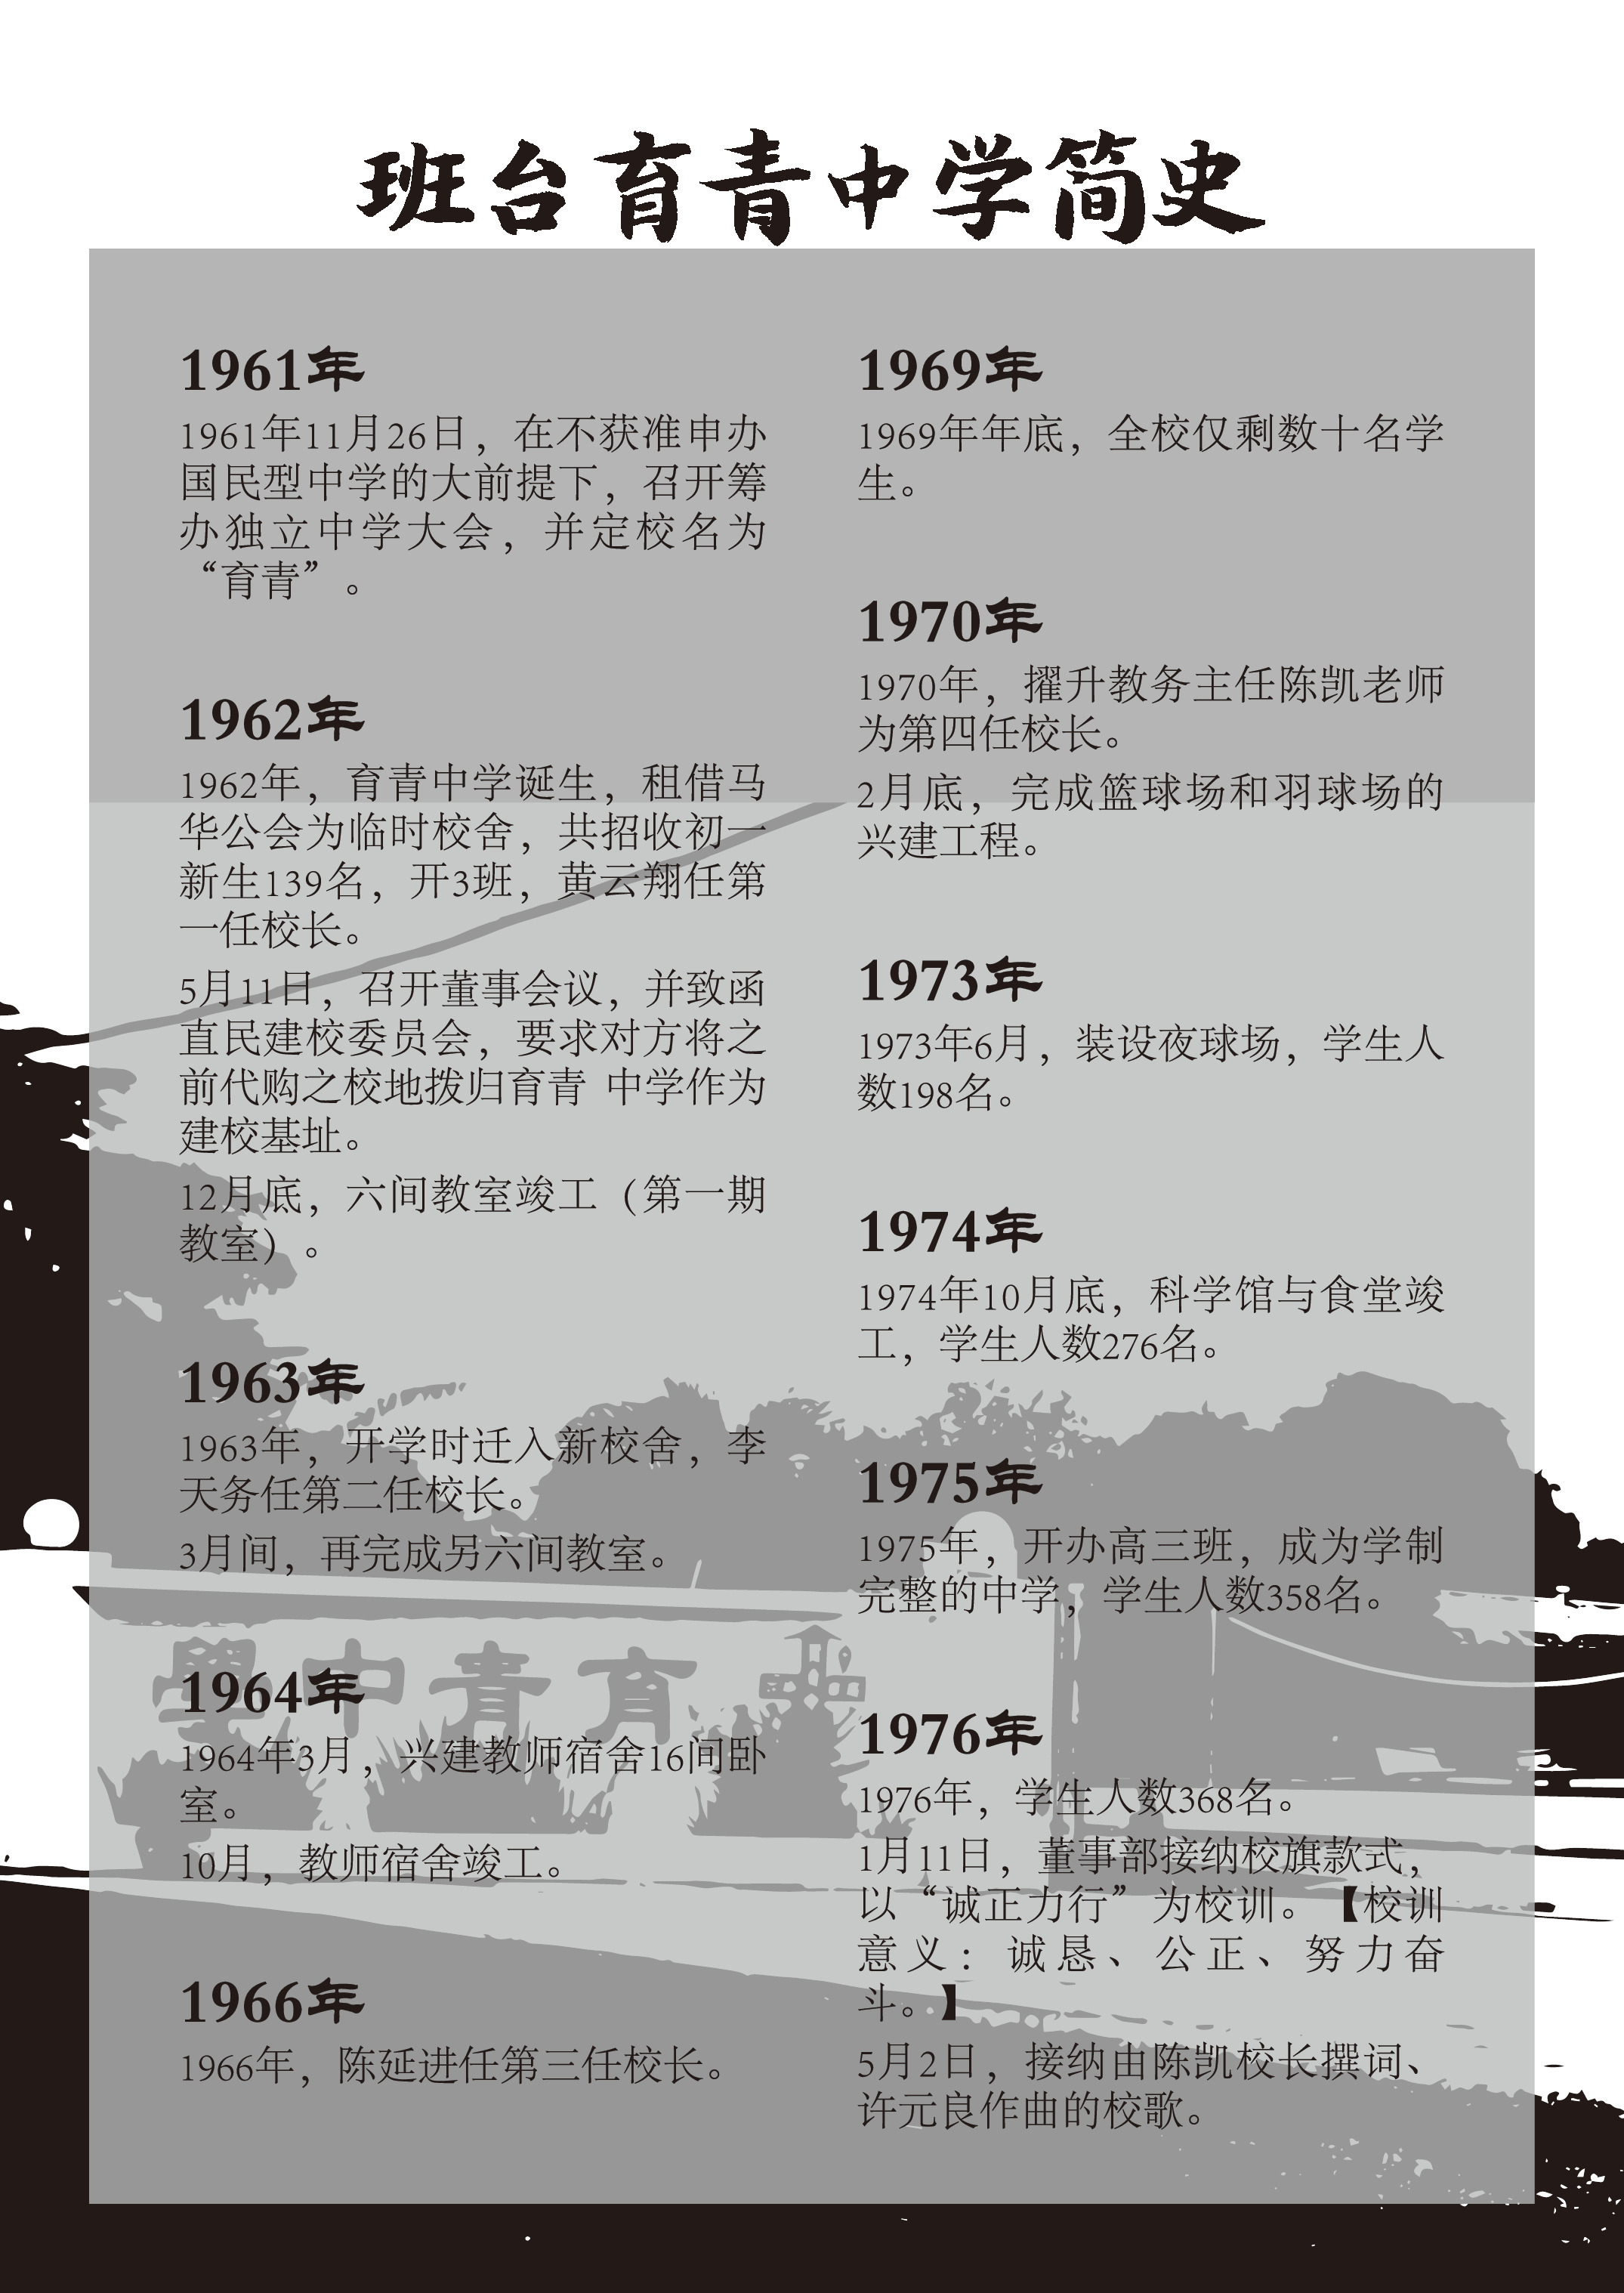 班台育青中学简史
1961年
1961年11月26日，在不获准申办
国民型中学的大前提下，召开筹
办独立中学大会，并定校名为
“育青”。
1962年
1962年，育青中学诞生，租借马
华公会为临时校舍，共招收初一
新生139名，开3班，黄云翔任第
一任校长。
5月11日，召开董事会议，并致函
直民建校委员会，要求对方将之
前代购之校地拨归育青 中学作为
建校基址。
12月底，六间教室竣工（第一期
教室）。
1963年
1963年，开学时迁入新校舍，李
天务任第二任校长。
3月间，再完成另六间教室。
學中青育
1964年
1964年3月，兴建教师宿舍16间卧
室。
10月，教师宿舍竣工。
1966年
1966年，陈延进任第三任校长。
1969年
1969年年底，全校仅剩数十名学
生。
1970年
1970年，擢升教务主任陈凯老师
为第四任校长。
2月底，完成篮球场和羽球场的
兴建工程。
1973年
1973年6月，装设夜球场，学生人
数198名。
1974年
1974年10月底，科学馆与食堂竣
工，学生人数276名。
1975年
1975年，开办高三班，成为学制
完整的中学，学生人数358名。
1976年
1976年，学生人数368名。
1月11日，董事部接纳校旗款式，
以“诚正力行”为校训。【校训
意义：诚恳、公正、努力奋
斗。】
5月2日，接纳由陈凯校长撰词、
许元良作曲的校歌。